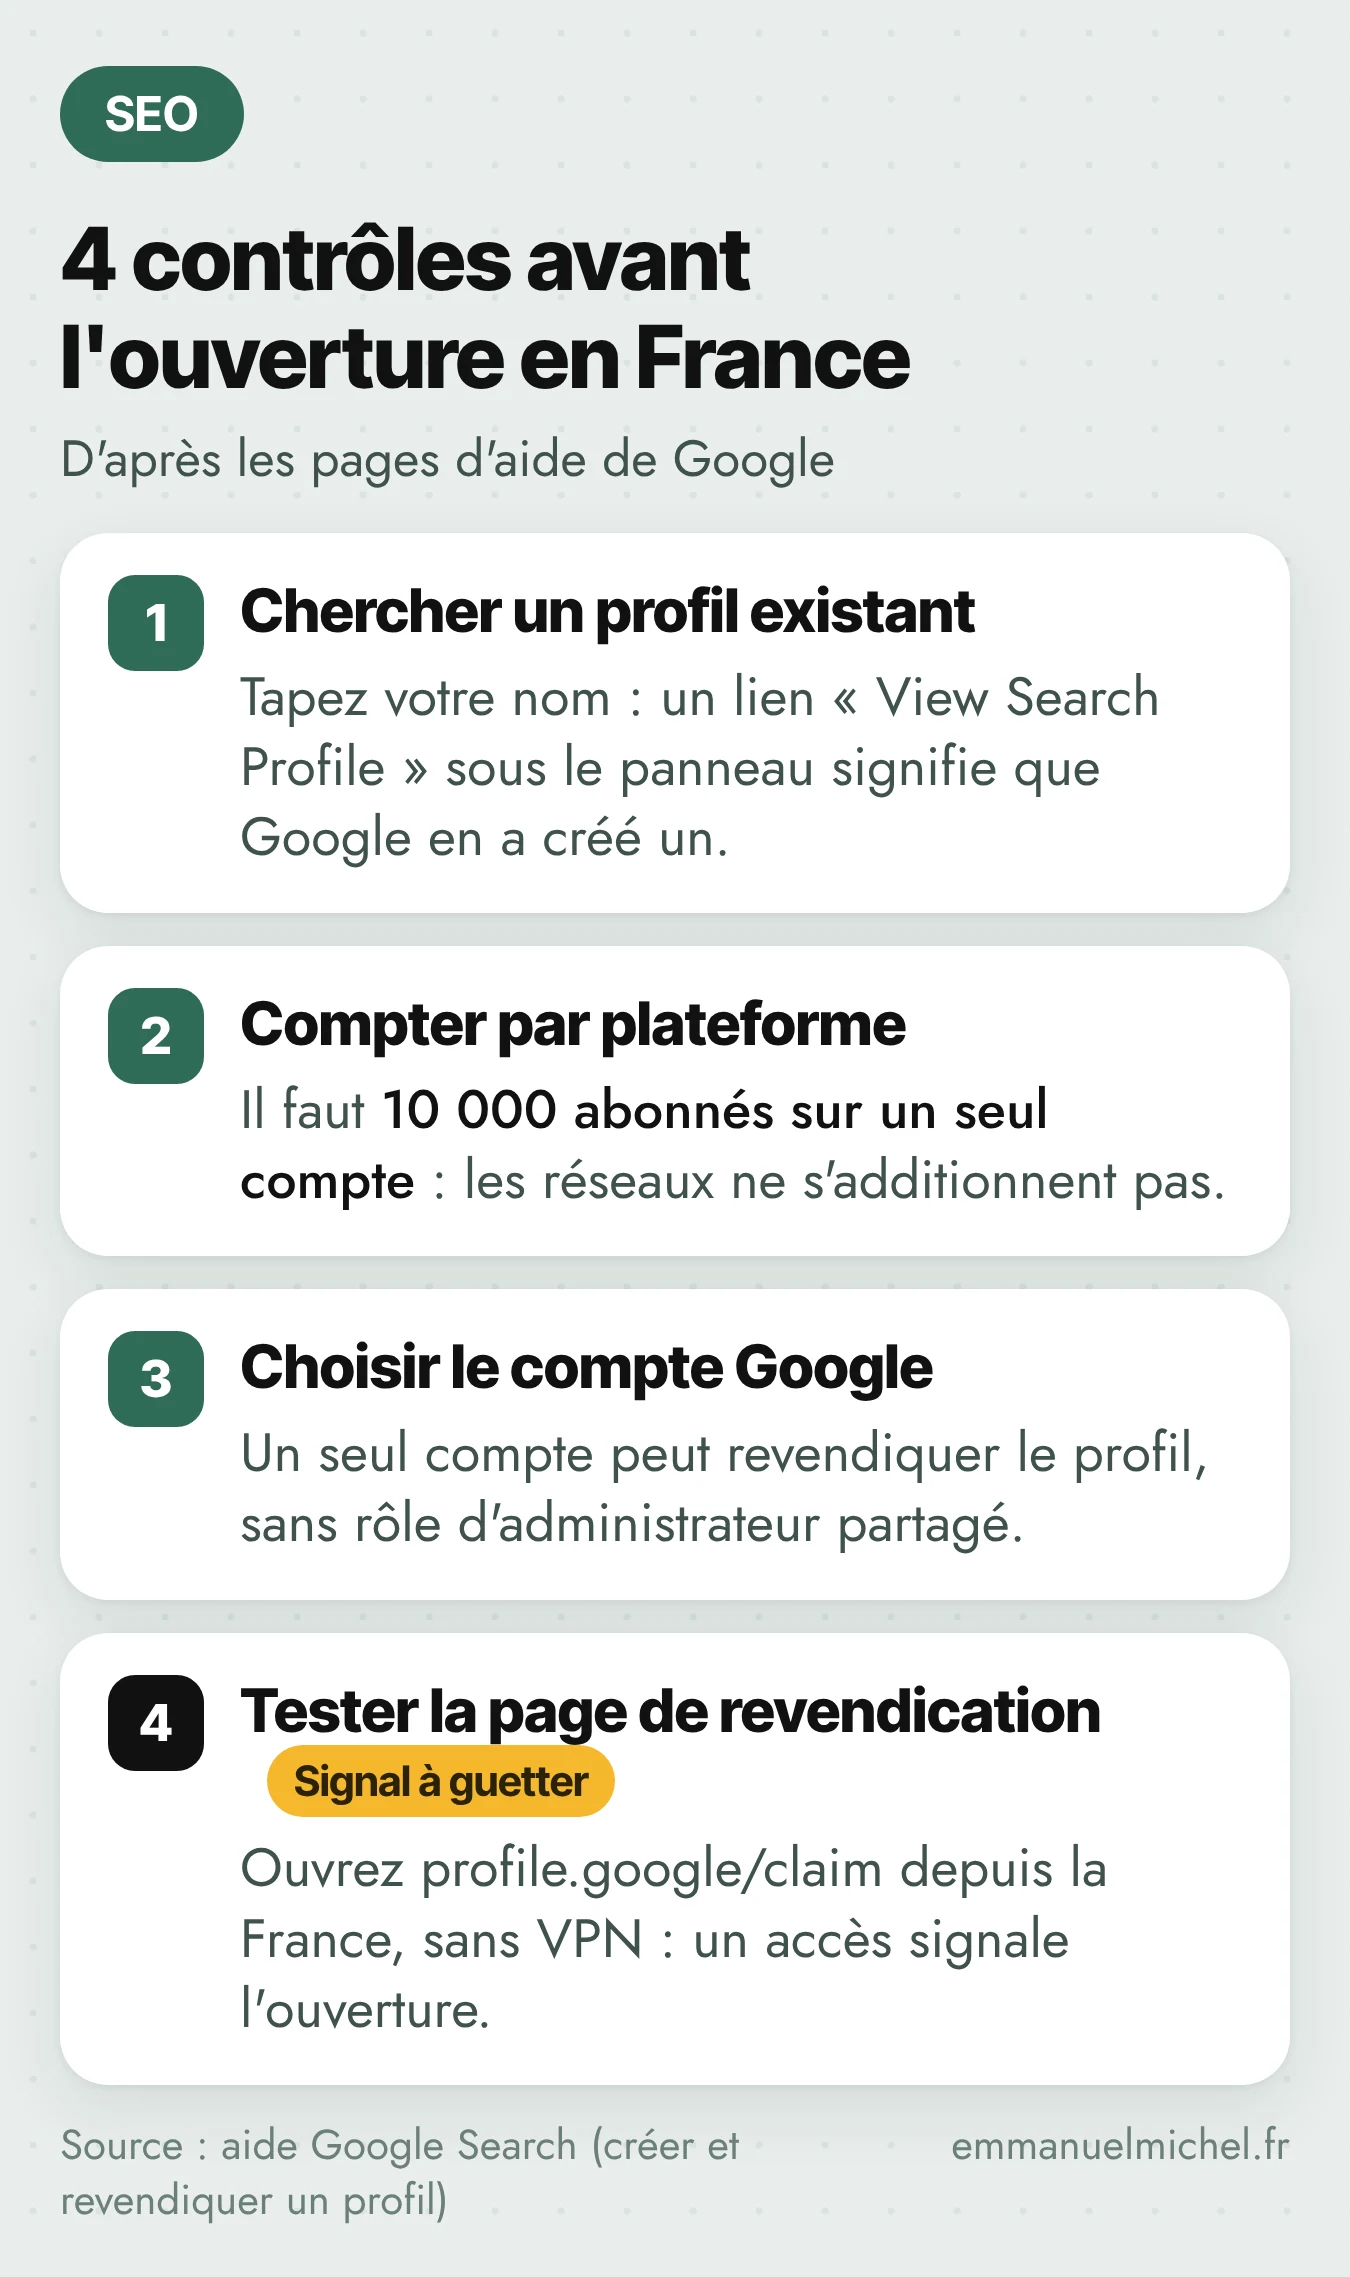 SEO
4 contrôles avant
l'ouverture en France
D'après les pages d'aide de Google
1
Chercher un profil existant
Tapez votre nom : un lien « View Search
Profile » sous le panneau signifie que
Google en a créé un.
2
Compter par plateforme
Il faut 10 000 abonnés sur un seul
compte : les réseaux ne s'additionnent pas.
3
Choisir le compte Google
Un seul compte peut revendiquer le profil,
sans rôle d'administrateur partagé.
4
Tester la page de revendication
Signal à guetter
Ouvrez profile.google/claim depuis la
France, sans VPN : un accès signale
l'ouverture.
Source : aide Google Search (créer et
revendiquer un profil)
emmanuelmichel.fr